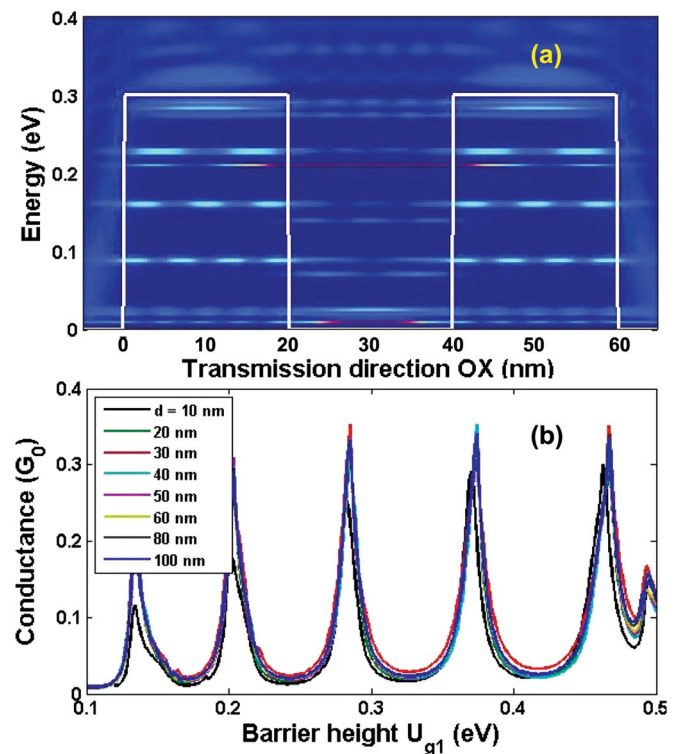 0.4
(a)
0.3
0.2
0.1
0
Energy (eV)
0 10 20 30 40 50 60
Transmission direction OX (nm)
0.4
0.3
0.2
0.1
0
Conductance (G0)
d = 10 nm
20 nm
30 nm
40 nm
50 nm
60 nm
80 nm
100 nm
(b)
0.1 0.2 0.3 0.4 0.5
Barrier height Ug1 (eV)